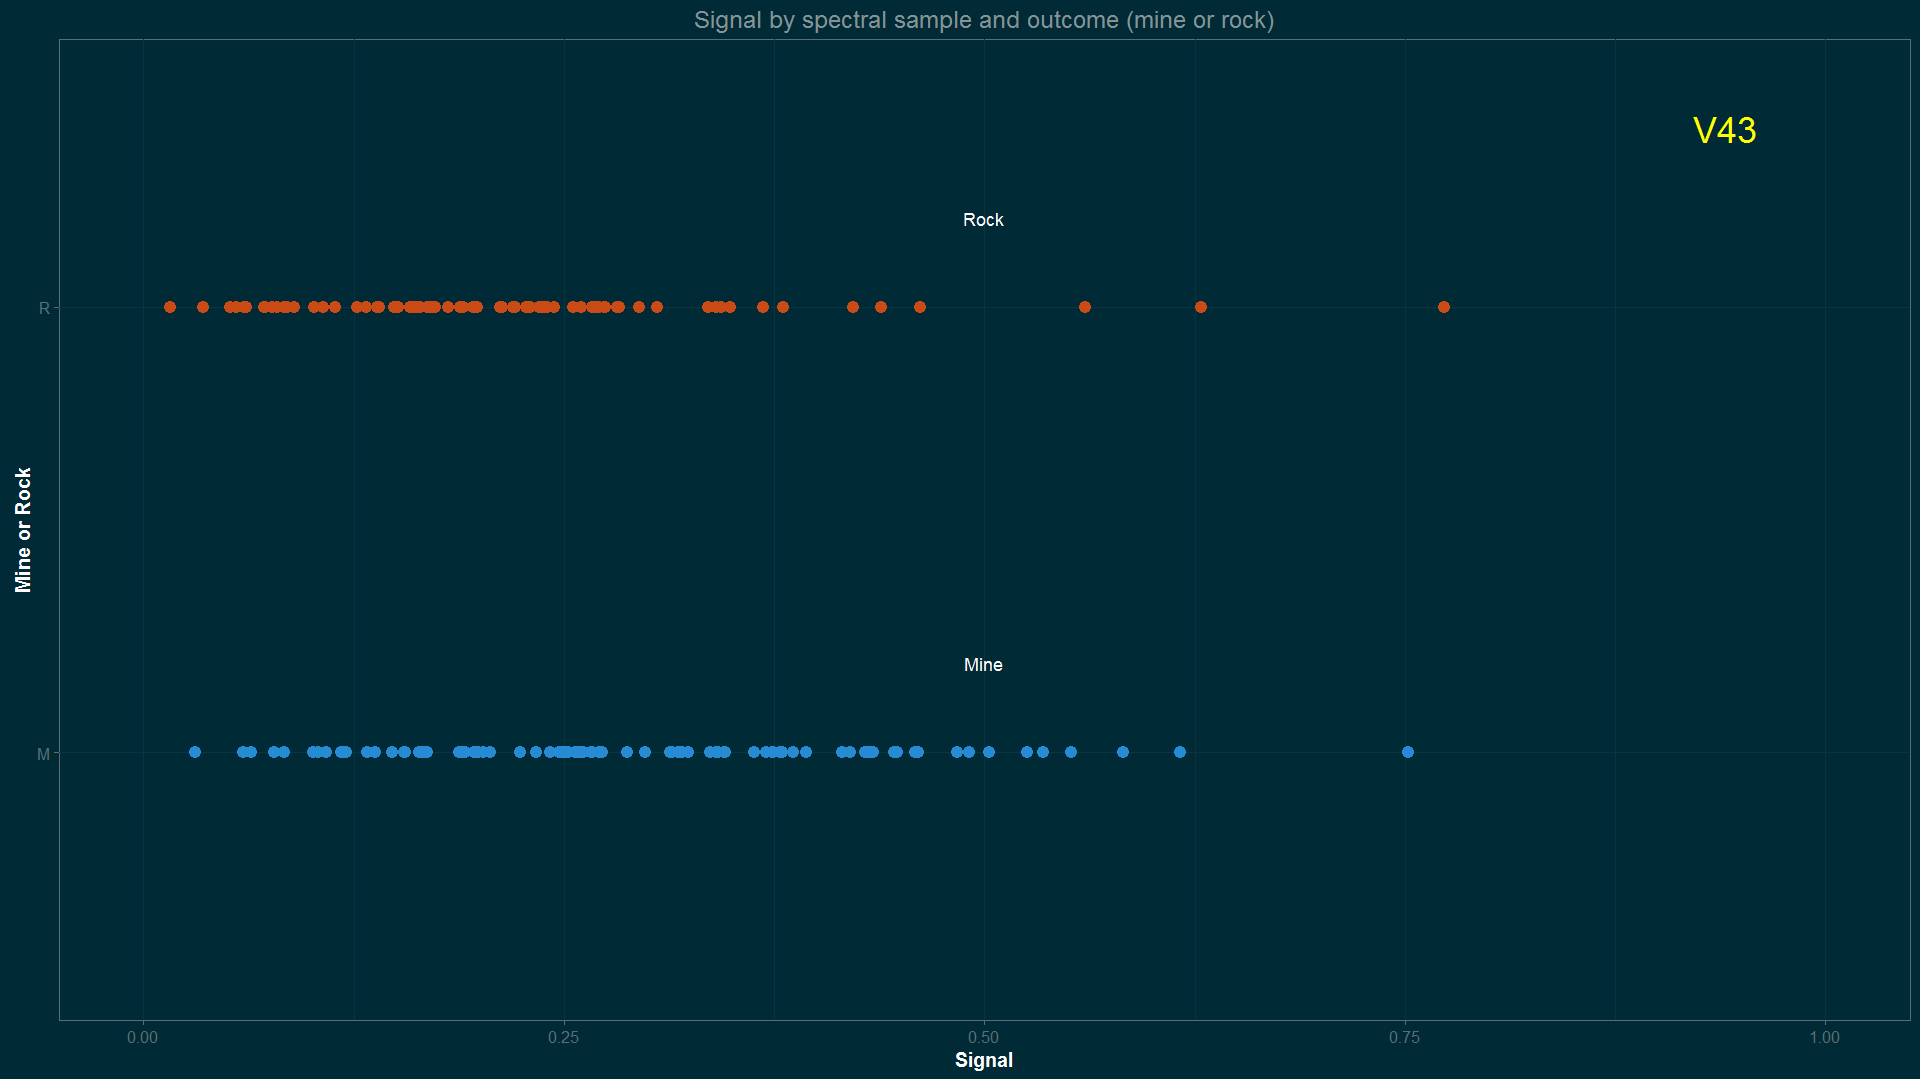 Signal by spectral sample and outcome (mine or rock)
V43
Rock
R
Mine or Rock
Mine
M
0.00 0.25 0.50 0.75 1.00
Signal